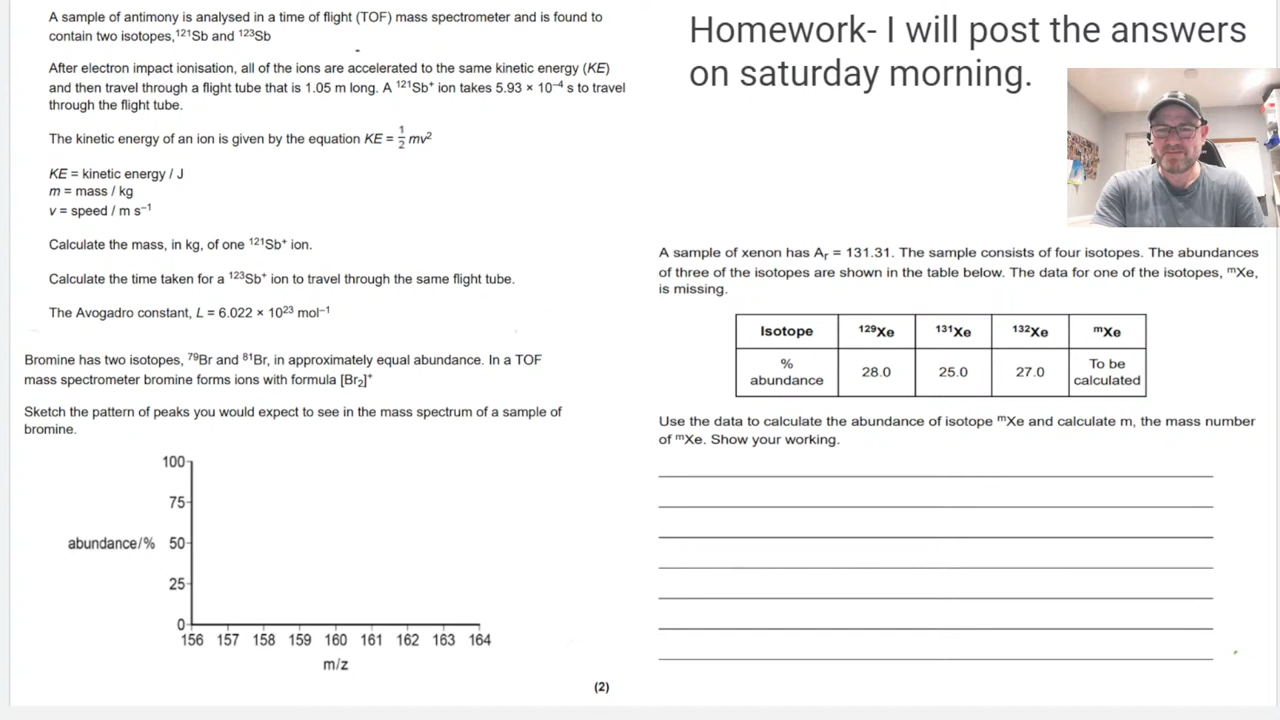 A sample of antimony is analysed in a time of flight (TOF) mass spectrometer and is found to
contain two isotopes,¹²¹Sb and ¹²³Sb
After electron impact ionisation, all of the ions are accelerated to the same kinetic energy (KE)
and then travel through a flight tube that is 1.05 m long. A ¹²¹Sb⁺ ion takes 5.93 × 10⁻⁴ s to travel
through the flight tube.
The kinetic energy of an ion is given by the equation KE = 1/2 mv²
KE = kinetic energy / J
m = mass / kg
v = speed / m s⁻¹
Calculate the mass, in kg, of one ¹²¹Sb⁺ ion.
Calculate the time taken for a ¹²³Sb⁺ ion to travel through the same flight tube.
The Avogadro constant, L = 6.022 × 10²³ mol⁻¹
Bromine has two isotopes, ⁷⁹Br and ⁸¹Br, in approximately equal abundance. In a TOF
mass spectrometer bromine forms ions with formula [Br₂]⁺
Sketch the pattern of peaks you would expect to see in the mass spectrum of a sample of
bromine.
100
75
abundance/% 50
25
0
156 157 158 159 160 161 162 163 164
m/z
(2)
Homework- I will post the answers
on saturday morning.
A sample of xenon has Aᵣ = 131.31. The sample consists of four isotopes. The abundances
of three of the isotopes are shown in the table below. The data for one of the isotopes, ᵐXe,
is missing.
Isotope ¹²⁹Xe ¹³¹Xe ¹³²Xe ᵐXe
% abundance 28.0 25.0 27.0 To be calculated
Use the data to calculate the abundance of isotope ᵐXe and calculate m, the mass number
of ᵐXe. Show your working.